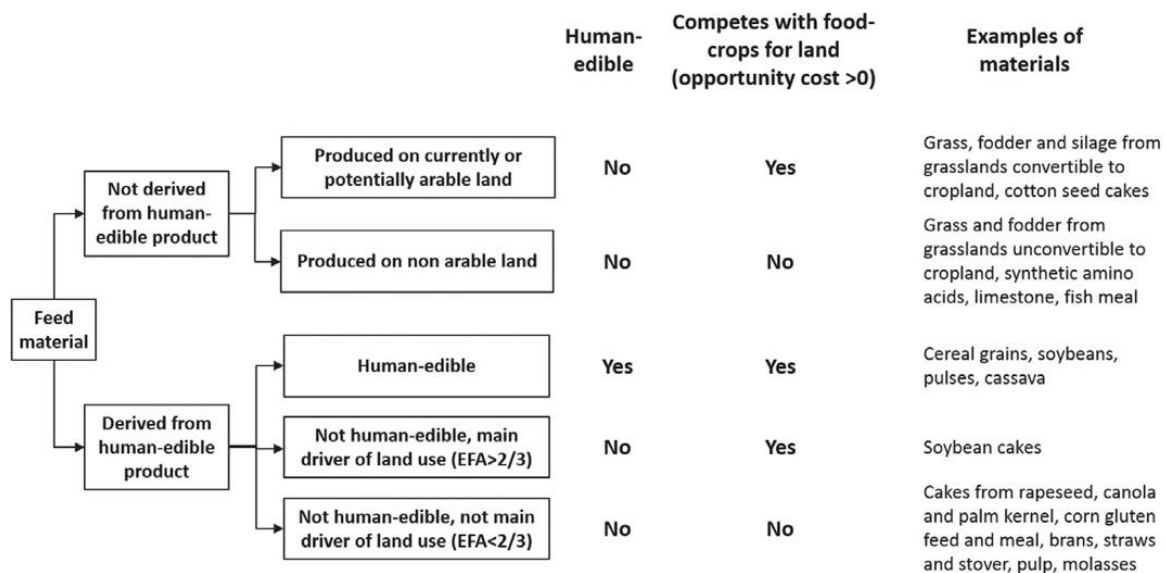 Human-
edible
Competes with food-
crops for land
(opportunity cost >0)
Examples of
materials
Feed
material
Not derived
from human-
edible product
Produced on currently or
potentially arable land
No
Yes
Grass, fodder and silage from
grasslands convertible to
cropland, cotton seed cakes
Produced on non arable land
No
No
Grass and fodder from
grasslands unconvertible to
cropland, synthetic amino
acids, limestone, fish meal
Derived from
human-edible
product
Human-edible
Yes
Yes
Cereal grains, soybeans,
pulses, cassava
Not human-edible, main
driver of land use (EFA>2/3)
No
Yes
Soybean cakes
Not human-edible, not main
driver of land use (EFA<2/3)
No
No
Cakes from rapeseed, canola
and palm kernel, corn gluten
feed and meal, brans, straws
and stover, pulp, molasses